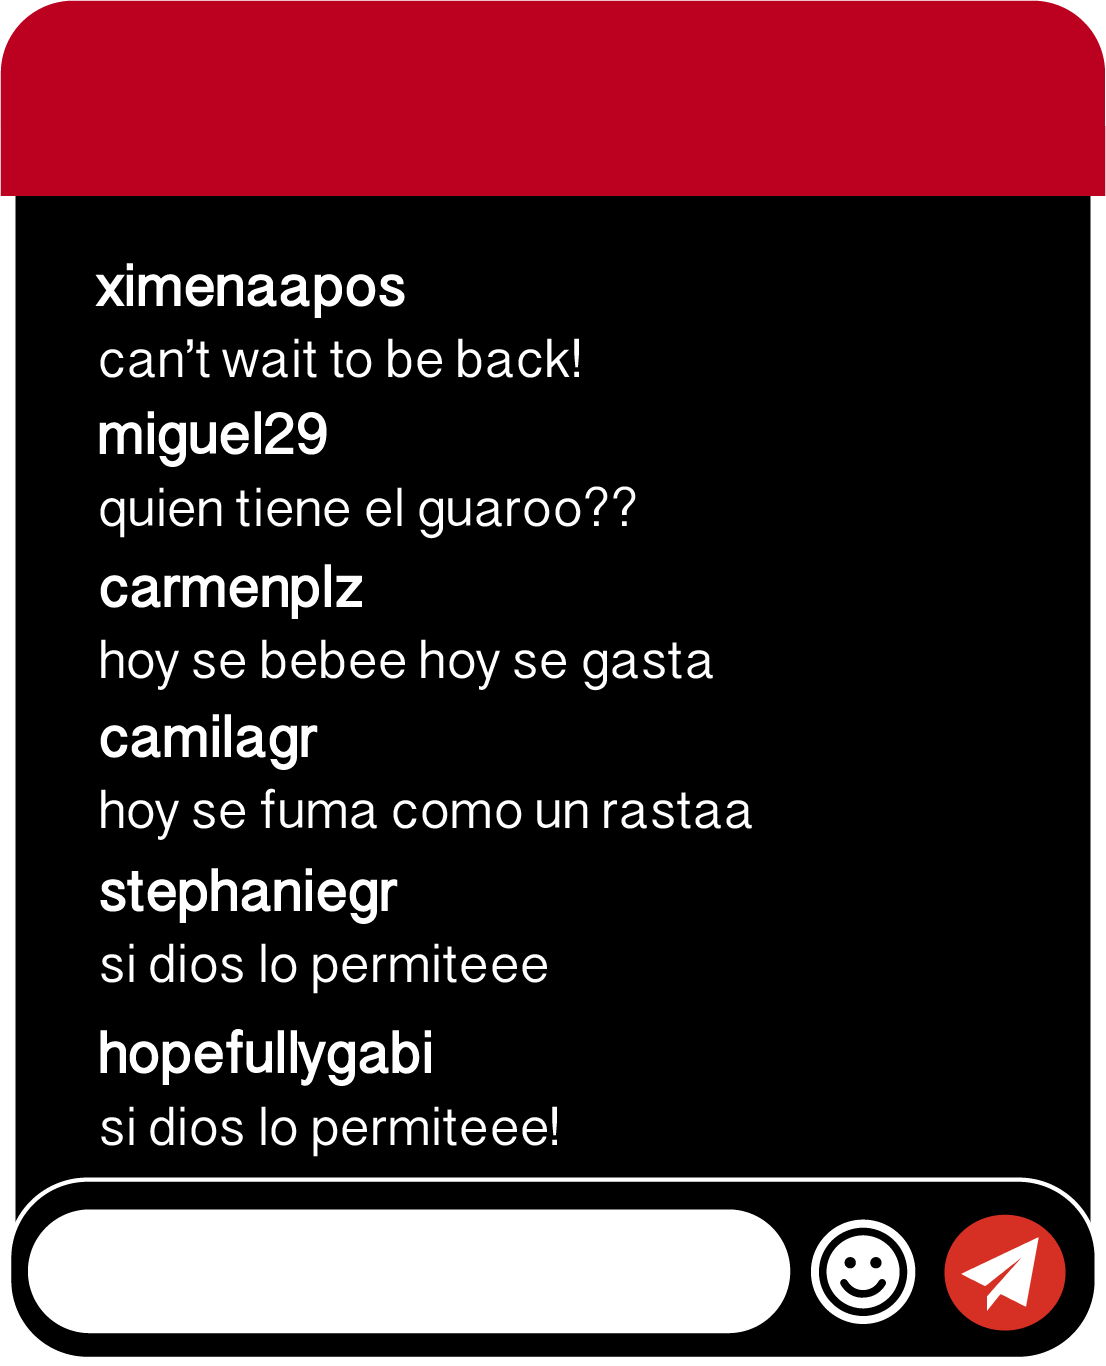 ximenaapos
can’t wait to be back!
miguel29
quien tiene el guaroo??
carmenplz
hoy se bebee hoy se gasta
camilagr
hoy se fuma como un rastaa
stephaniegr
si dios lo permiteee
hopefullygabi
si dios lo permiteee!